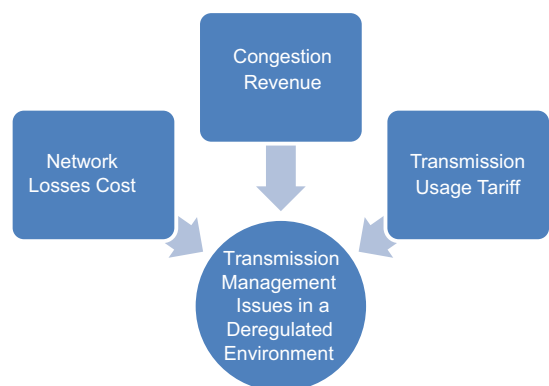 Congestion
Revenue
Network
Losses Cost
Transmission
Usage Tariff
Transmission
Management
Issues in a
Deregulated
Environment